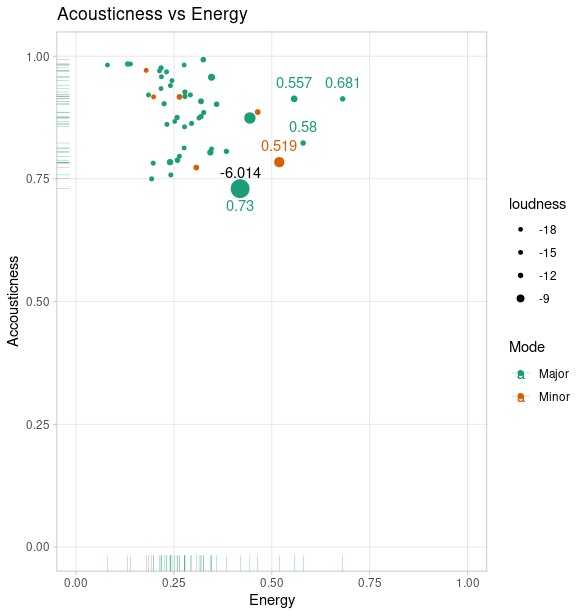 Acousticness vs Energy
1.00
0.557 0.681
0.58
0.519
0.75
-6.014
0.73
0.50
0.25
0.00
Accousticness
0.00 0.25 0.50 0.75 1.00
Energy
loudness
-18
-15
-12
-9
Mode
a Major
a Minor